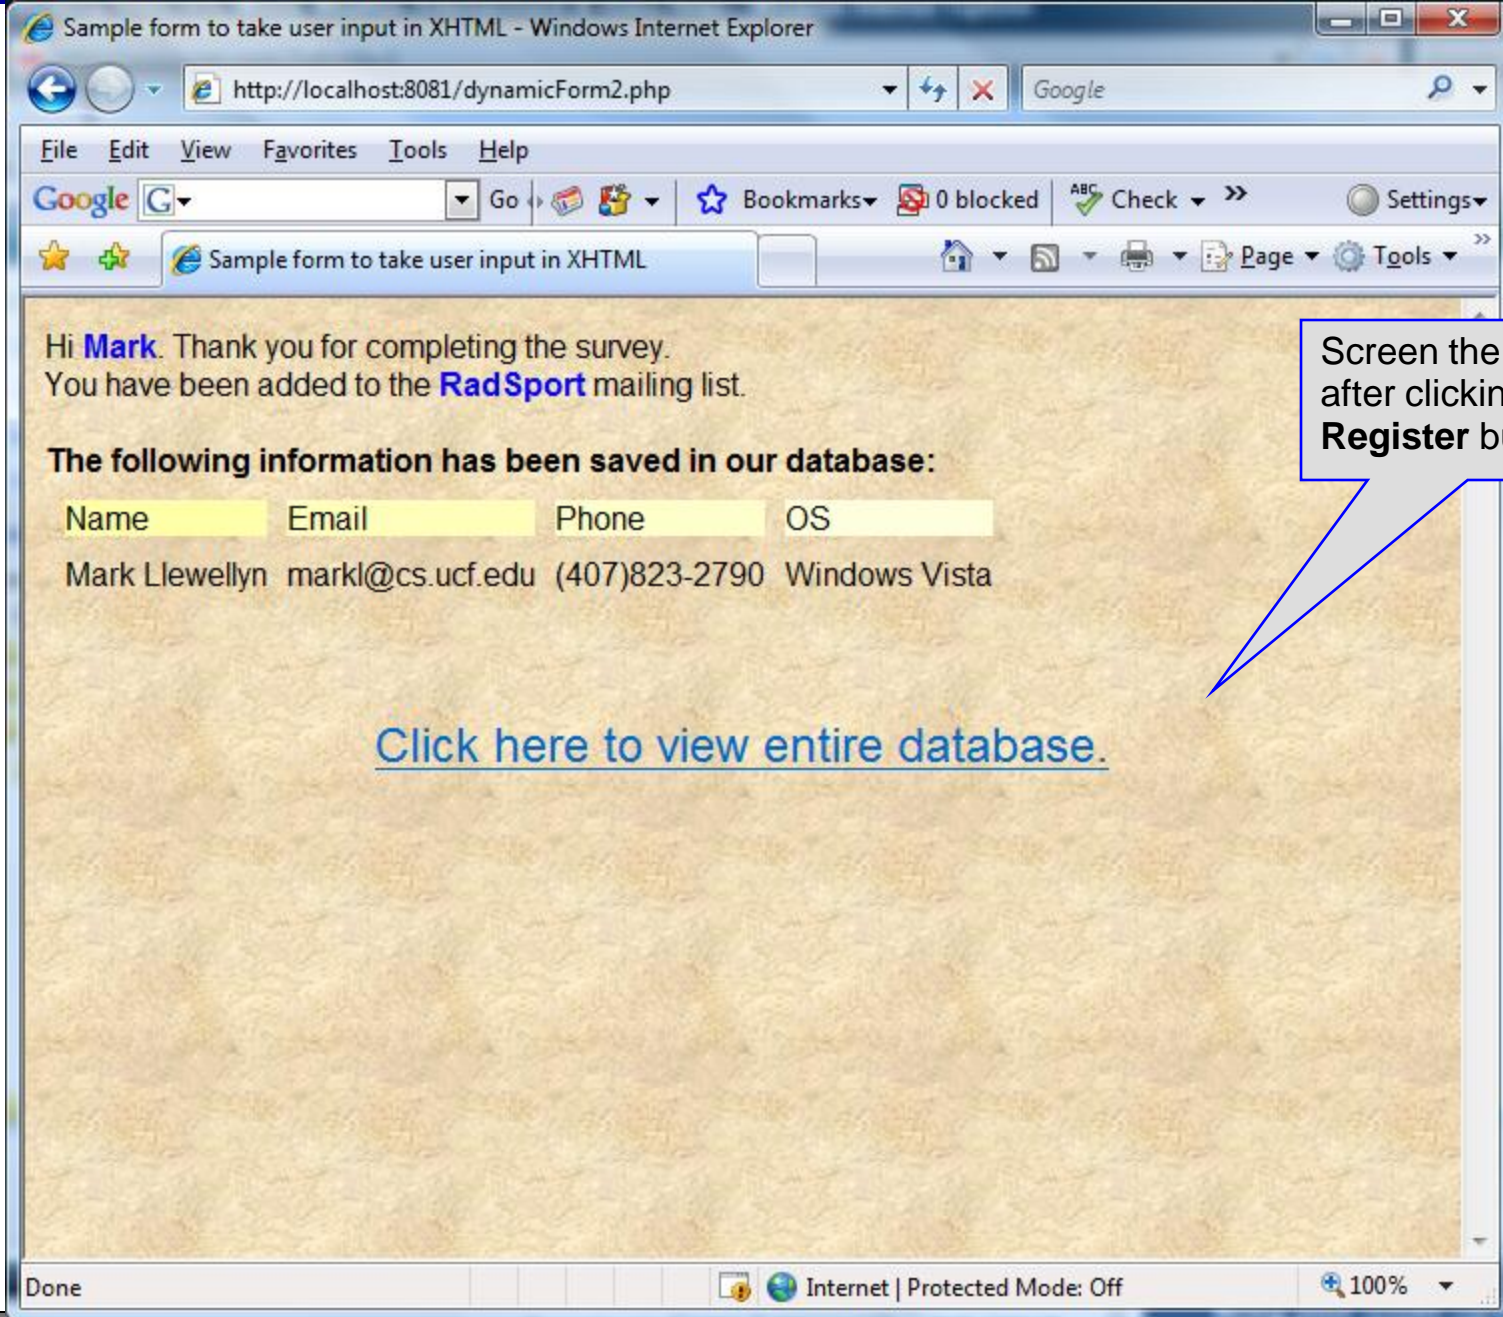 Sample form to take user input in XHTML - Windows Internet Explorer
http://localhost:8081/dynamicForm2.php
Google
File Edit View Favorites Tools Help
Google G Go Bookmarks 0 blocked ABC Check » Settings
Sample form to take user input in XHTML Page Tools »
Hi Mark. Thank you for completing the survey.
You have been added to the RadSport mailing list.
Screen the
after clickin
Register b
The following information has been saved in our database:
Name Email Phone OS
Mark Llewellyn markl@cs.ucf.edu (407)823-2790 Windows Vista
Click here to view entire database.
Done Internet | Protected Mode: Off 100%